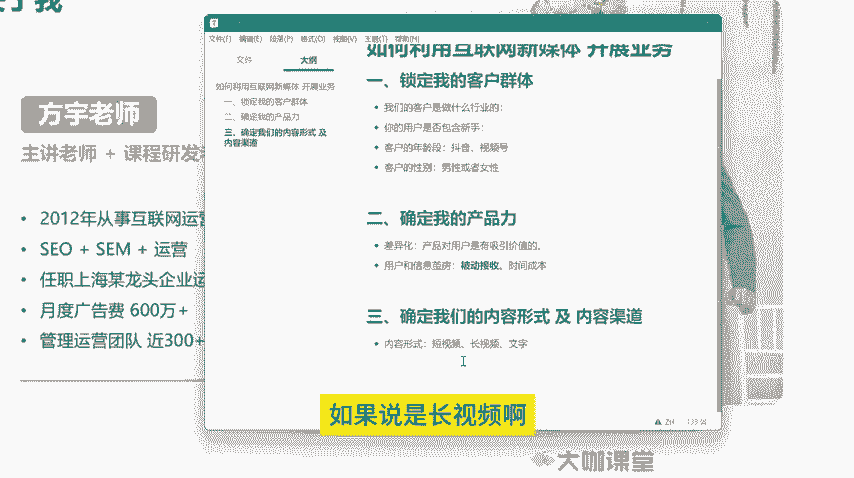 方宇老师
主讲老师 + 课程研发
2012年从事互联网运营
SEO + SEM + 运营
任职上海某龙头企业运
月度广告费 600万+
管理运营团队 近300+
文件(F) 编辑(E) 段落(P) 格式(O) 视图(V) 主题(T) 帮助(H)
文件 大纲
如何利用互联网新媒体 开展业务
一、锁定我的客户群体
二、确定我的产品力
三、确定我们的内容形式 及
内容渠道
如何利用互联网新媒体 开展业务
一、锁定我的客户群体
我们的客户是做什么行业的：
你的用户是否包含新手：
客户的年龄段：抖音、视频号
客户的性别：男性或者女性
二、确定我的产品力
差异化：产品对用户是有吸引价值的。
用户和信息茧房：被动接收。时间成本
三、确定我们的内容形式 及 内容渠道
内容形式：短视频、长视频、文字
如果说是长视频啊
大咖课堂